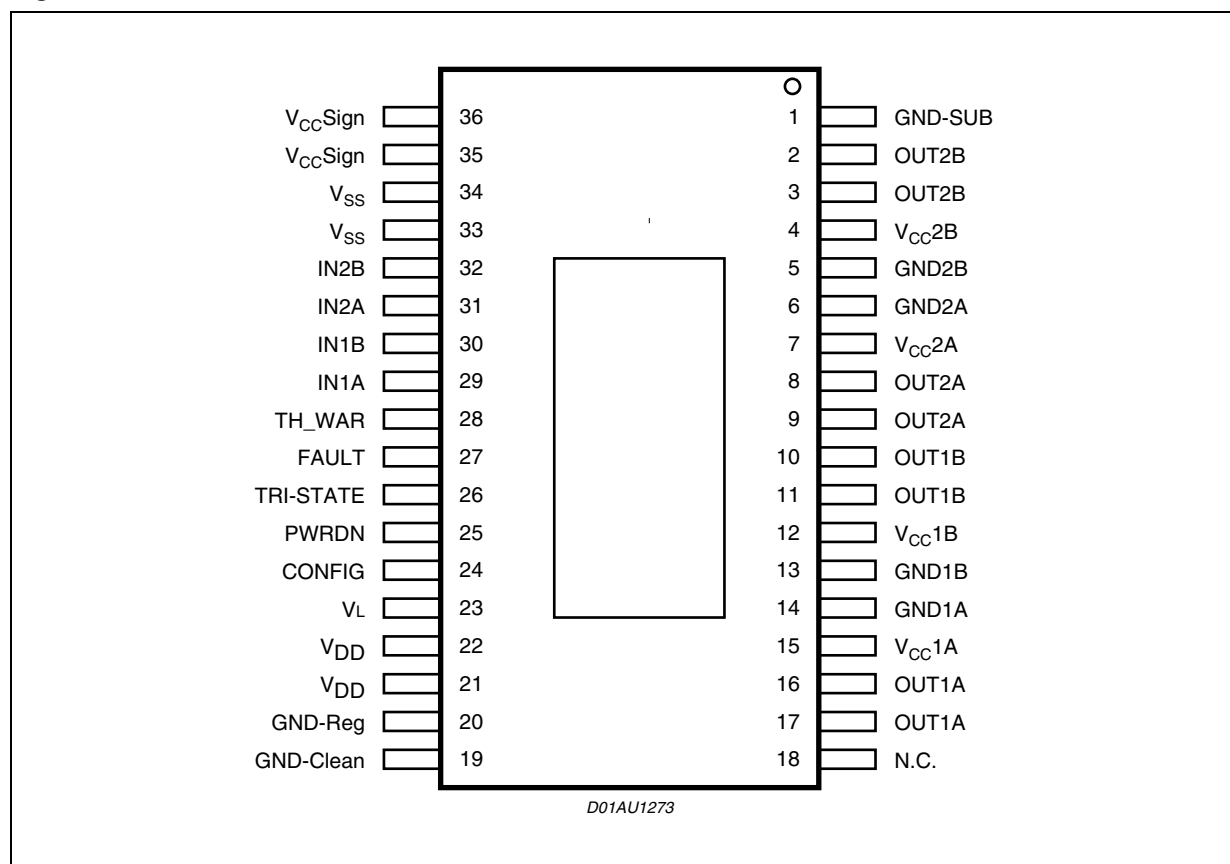 VCCSign 36 1 GND-SUB
VCCSign 35 2 OUT2B
VSS 34 3 OUT2B
VSS 33 4 VCC2B
IN2B 32 5 GND2B
IN2A 31 6 GND2A
IN1B 30 7 VCC2A
IN1A 29 8 OUT2A
TH_WAR 28 9 OUT2A
FAULT 27 10 OUT1B
TRI-STATE 26 11 OUT1B
PWRDN 25 12 VCC1B
CONFIG 24 13 GND1B
VL 23 14 GND1A
VDD 22 15 VCC1A
VDD 21 16 OUT1A
GND-Reg 20 17 OUT1A
GND-Clean 19 18 N.C.
D01AU1273